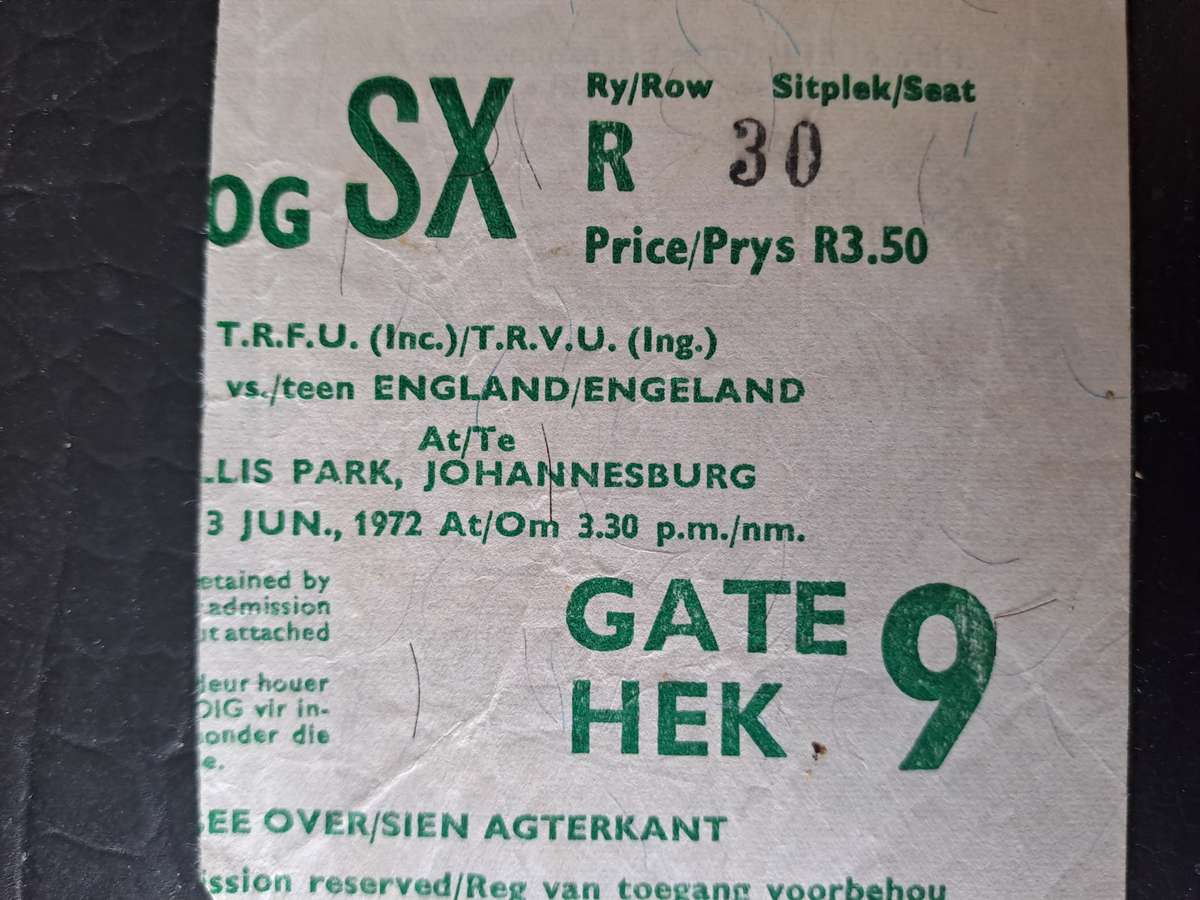 Ry/Row Sitplek/Seat
OG SX R 30
Price/Prys R3.50
T.R.F.U. (Inc.)/T.R.V.U. (Ing.)
vs./teen ENGLAND/ENGELAND
At/Te
LLIS PARK, JOHANNESBURG
3 JUN., 1972 At/Om 3.30 p.m./nm.
etained by
admission
ut attached
GATE
HEK
9
deur houer
DIG vir in-
sonder die
e.
SEE OVER/SIEN AGTERKANT
ission reserved/Reg van toegang voorbehou